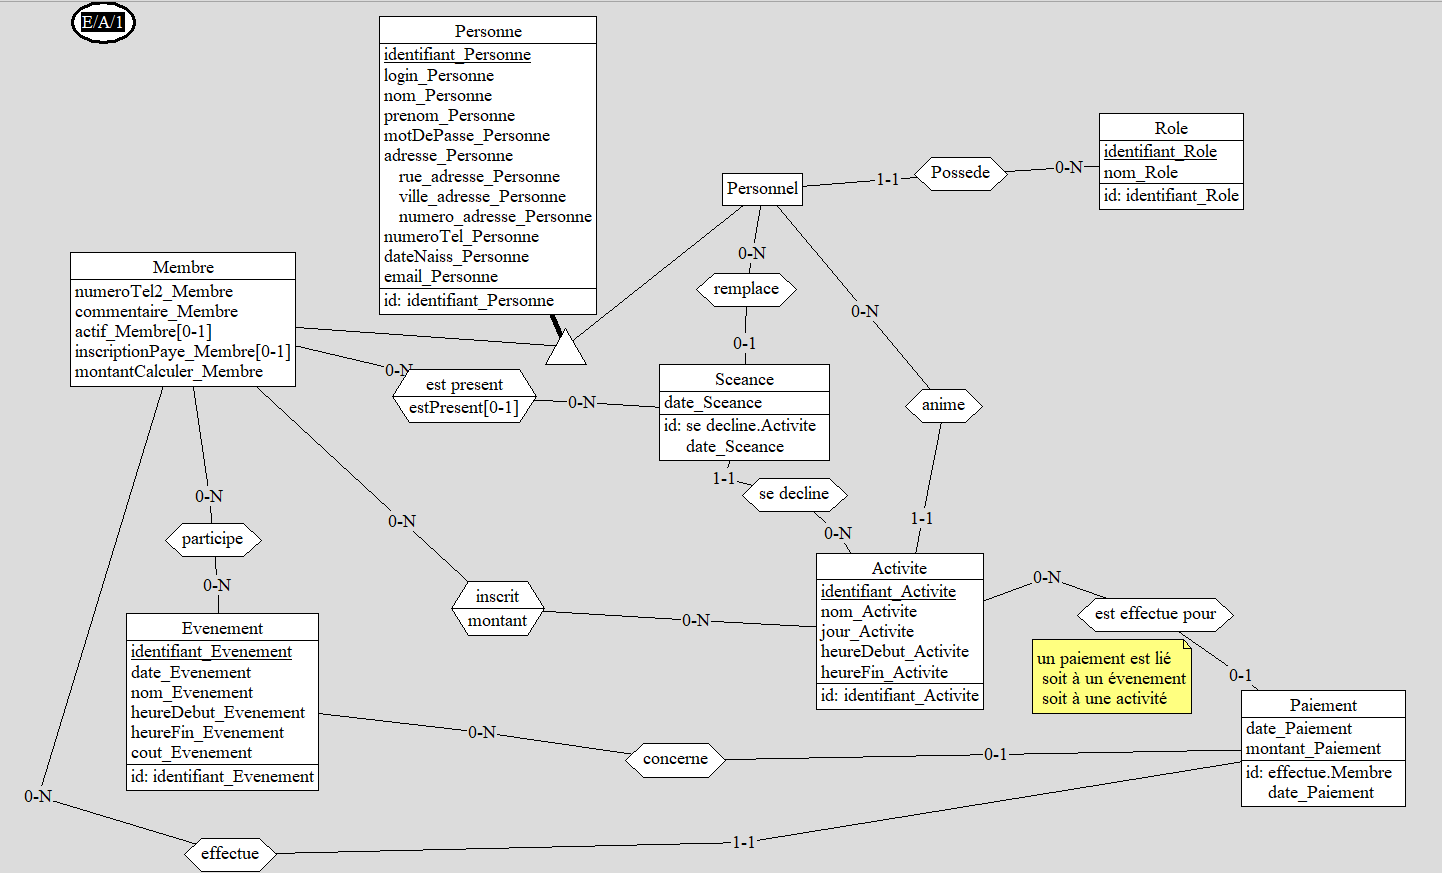 E/A/1
Personne
identifiant_Personne
login_Personne
nom_Personne
prenom_Personne
motDePasse_Personne
adresse_Personne
rue_adresse_Personne
ville_adresse_Personne
numero_adresse_Personne
numeroTel_Personne
dateNaiss_Personne
email_Personne
id: identifiant_Personne
Personnel
1-1
Possede
0-N
Role
identifiant_Role
nom_Role
id: identifiant_Role
0-N
remplace
0-1
0-N
anime
1-1
Membre
numeroTel2_Membre
commentaire_Membre
actif_Membre[0-1]
inscriptionPaye_Membre[0-1]
montantCalculer_Membre
0-N
est present
estPresent[0-1]
0-N
Sceance
date_Sceance
id: se decline.Activite
date_Sceance
1-1
se decline
0-N
0-N
participe
0-N
0-N
inscrit
montant
0-N
Activite
identifiant_Activite
nom_Activite
jour_Activite
heureDebut_Activite
heureFin_Activite
id: identifiant_Activite
0-N
est effectue pour
0-1
un paiement est lié
soit à un évenement
soit à une activité
Evenement
identifiant_Evenement
date_Evenement
nom_Evenement
heureDebut_Evenement
heureFin_Evenement
cout_Evenement
id: identifiant_Evenement
0-N
concerne
0-1
Paiement
date_Paiement
montant_Paiement
id: effectue.Membre
date_Paiement
0-N
effectue
1-1